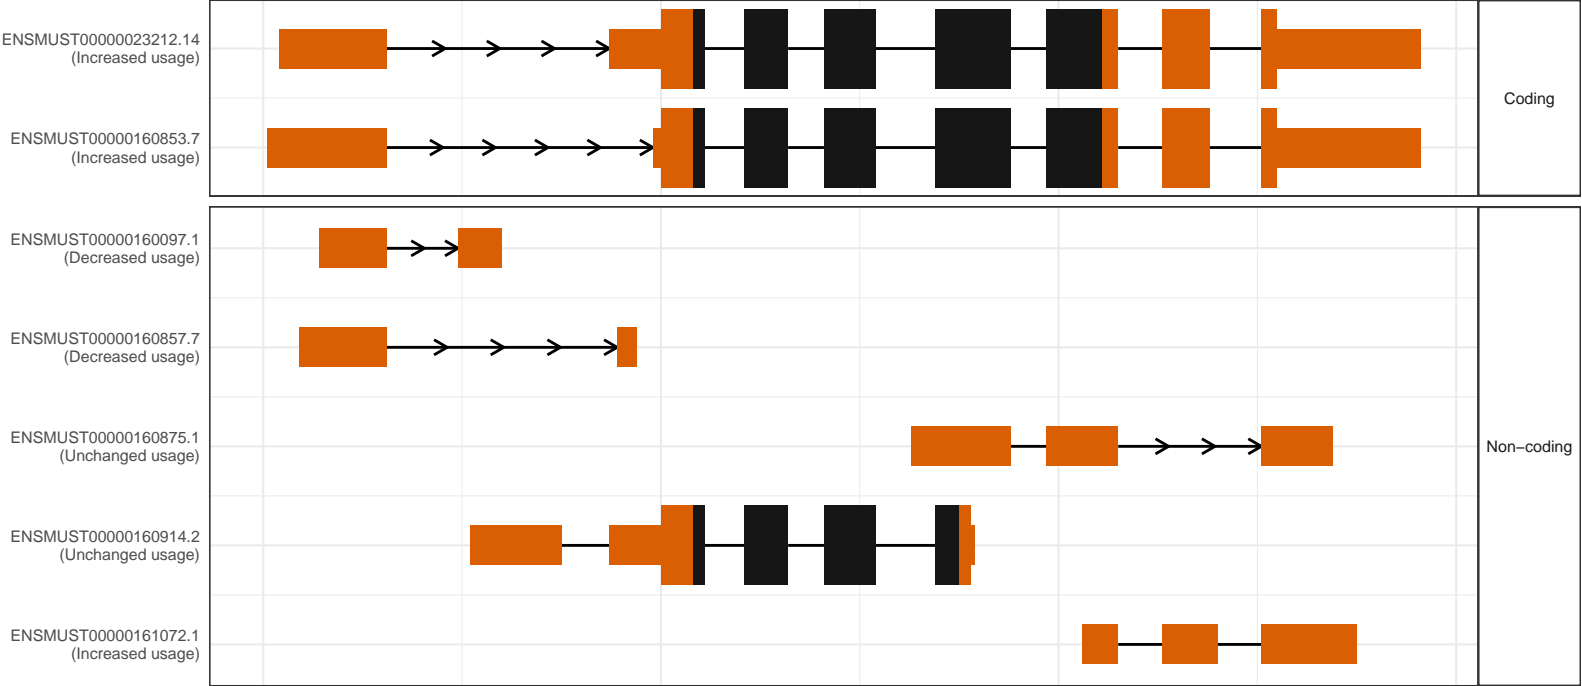 ENSMUST00000023212.14
(Increased usage)
ENSMUST00000160853.7
(Increased usage)
Coding
ENSMUST00000160097.1
(Decreased usage)
ENSMUST00000160857.7
(Decreased usage)
ENSMUST00000160875.1
(Unchanged usage)
Non−coding
ENSMUST00000160914.2
(Unchanged usage)
ENSMUST00000161072.1
(Increased usage)